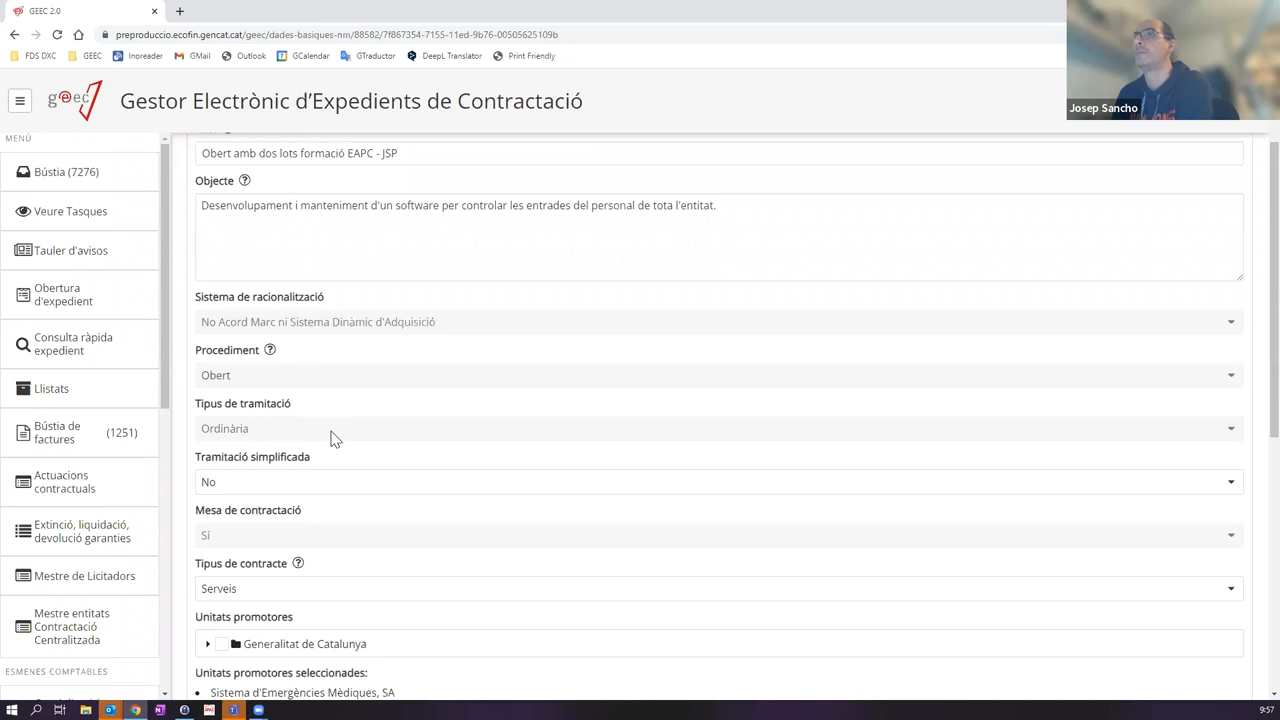 GEEC 2.0
preproduccio.ecofin.gencat.cat/geec/dades-basiques-nm/88582/7f867354-7155-11ed-9b76-00505625109b
FDS DXC
GEEC
Inoreader
GMail
Outlook
GCalendar
GTraductor
DeepL Translator
Print Friendly
geec
Gestor Electrònic d'Expedients de Contractació
Josep Sancho
MENÚ
Bústia (7276)
Veure Tasques
Tauler d'avisos
Obertura
d'expedient
Consulta ràpida
expedient
Llistats
Bústia de
factures
(1251)
Actuacions
contractuals
Extinció, liquidació,
devolució garanties
Mestre de Licitadors
Mestre entitats
Contractació
Centralitzada
ESMENES COMPTABLES
Obert amb dos lots formació EAPC - JSP
Objecte
Desenvolupament i manteniment d'un software per controlar les entrades del personal de tota l'entitat.
Sistema de racionalització
No Acord Marc ni Sistema Dinàmic d'Adquisició
Procediment
Obert
Tipus de tramitació
Ordinària
Tramitació simplificada
No
Mesa de contractació
Sí
Tipus de contracte
Serveis
Unitats promotores
Generalitat de Catalunya
Unitats promotores seleccionades:
Sistema d'Emergències Mèdiques, SA
9:57